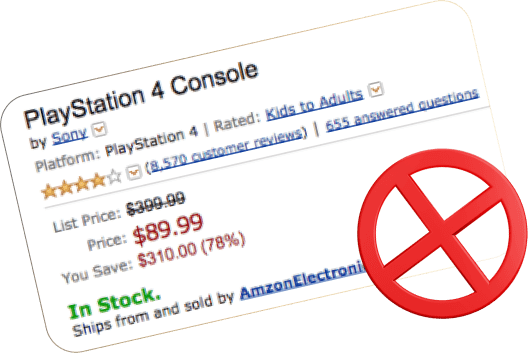 PlayStation 4 Console
by Sony
Platform: PlayStation 4 | Rated: Kids to Adults
(8,570 customer reviews) | 655 answered questions
List Price: $399.99
Price: $89.99
You Save: $310.00 (78%)
In Stock.
Ships from and sold by